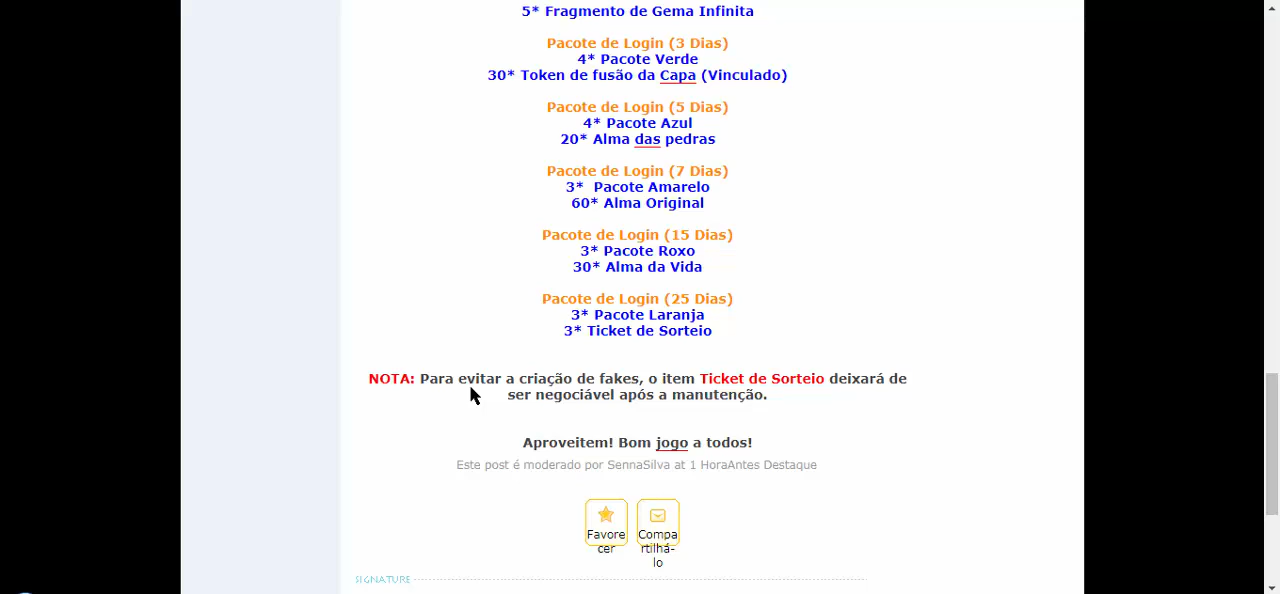 5* Fragmento de Gema Infinita
Pacote de Login (3 Dias)
4* Pacote Verde
30* Token de fusão da Capa (Vinculado)
Pacote de Login (5 Dias)
4* Pacote Azul
20* Alma das pedras
Pacote de Login (7 Dias)
3*  Pacote Amarelo
60* Alma Original
Pacote de Login (15 Dias)
3* Pacote Roxo
30* Alma da Vida
Pacote de Login (25 Dias)
3* Pacote Laranja
3* Ticket de Sorteio
NOTA: Para evitar a criação de fakes, o item Ticket de Sorteio deixará de
ser negociável após a manutenção.
Aproveitem! Bom jogo a todos!
Este post é moderado por SennaSilva at 1 HoraAntes Destaque
Favore
cer
Compa
rtilhá-
lo
SIGNATURE